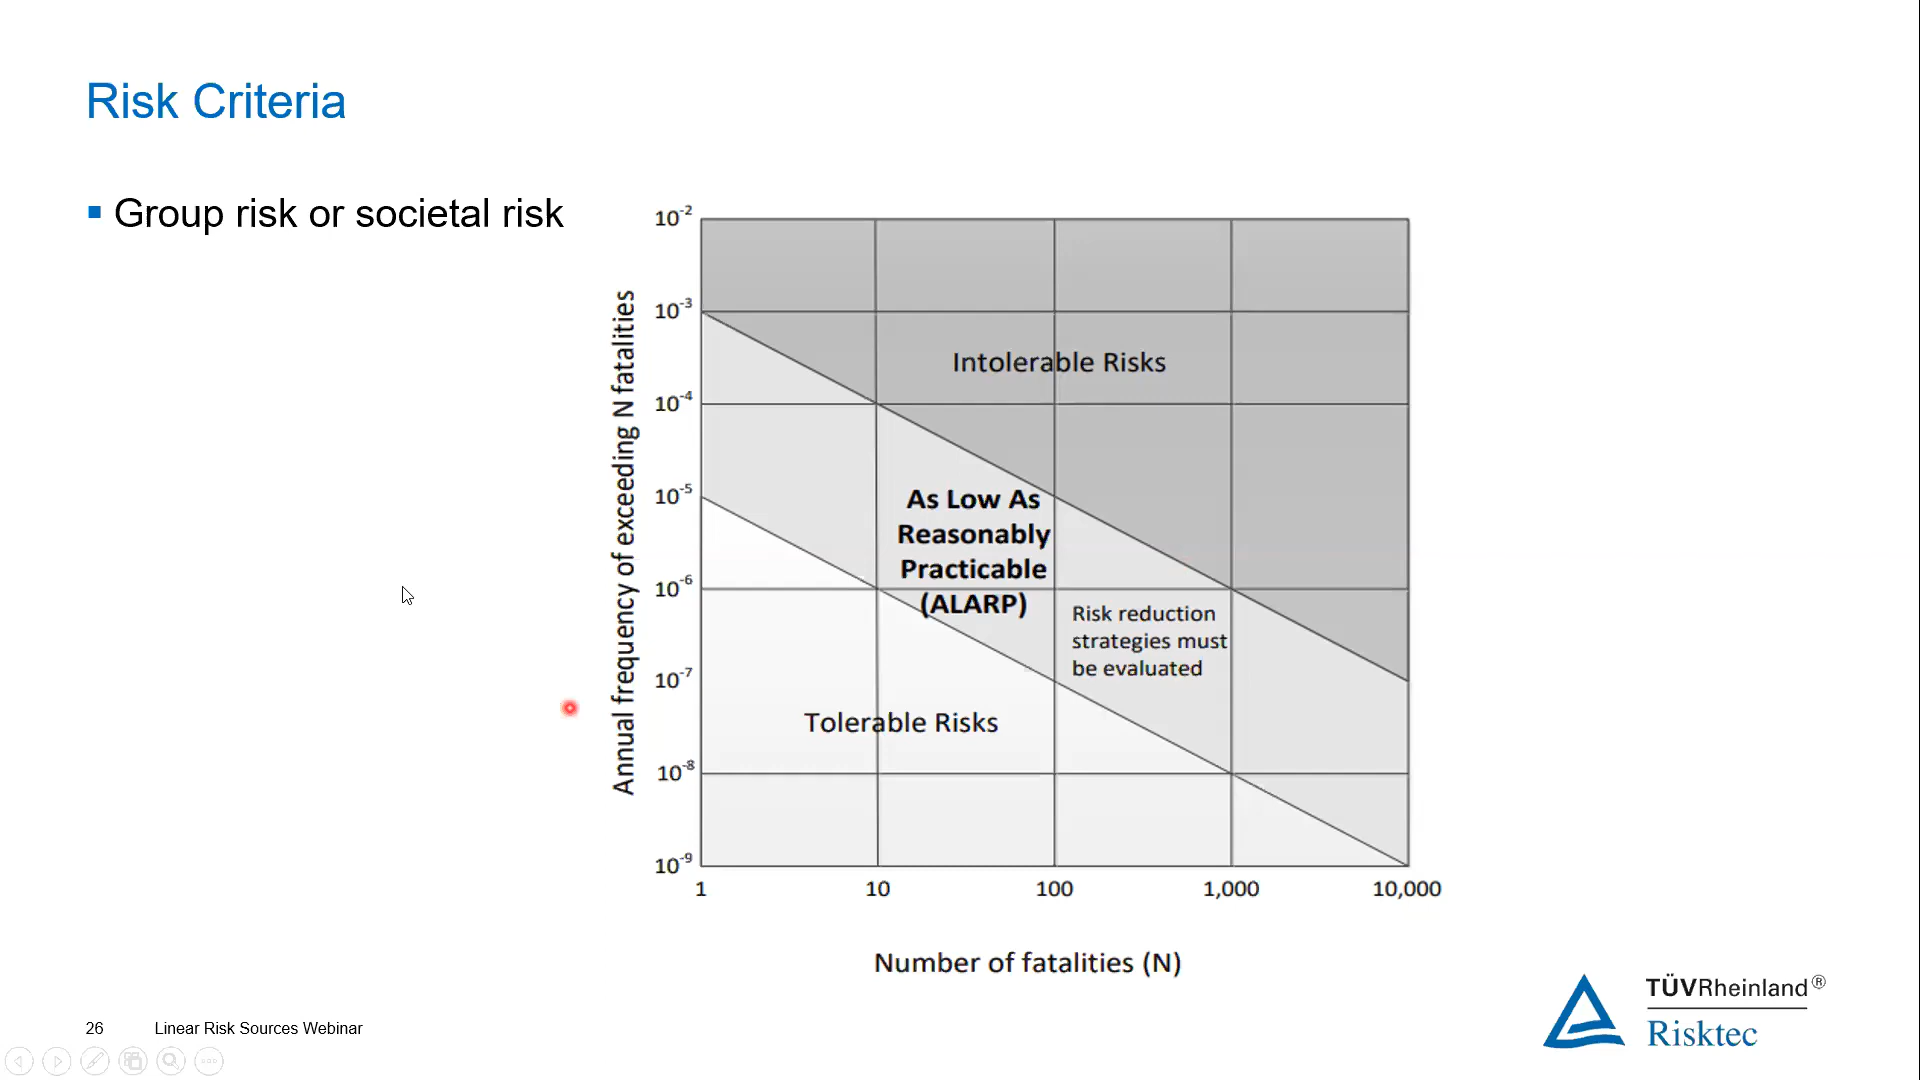 Risk Criteria
▪ Group risk or societal risk
Annual frequency of exceeding N fatalities
10⁻²
10⁻³
10⁻⁴
10⁻⁵
10⁻⁶
10⁻⁷
10⁻⁸
10⁻⁹
Intolerable Risks
As Low As
Reasonably
Practicable
(ALARP)
Risk reduction
strategies must
be evaluated
Tolerable Risks
1
10
100
1,000
10,000
Number of fatalities (N)
TÜVRheinland®
Risktec
26
Linear Risk Sources Webinar